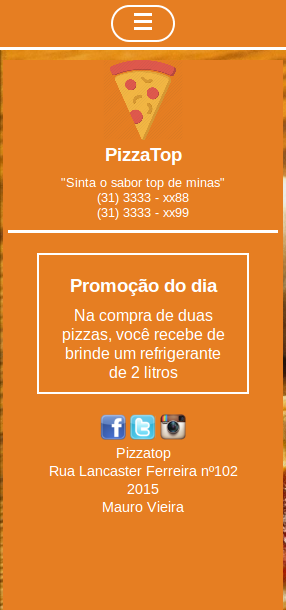 PizzaTop
"Sinta o sabor top de minas"
(31) 3333 - xx88
(31) 3333 - xx99
Promoção do dia
Na compra de duas
pizzas, você recebe de
brinde um refrigerante
de 2 litros
Pizzatop
Rua Lancaster Ferreira nº102
2015
Mauro Vieira